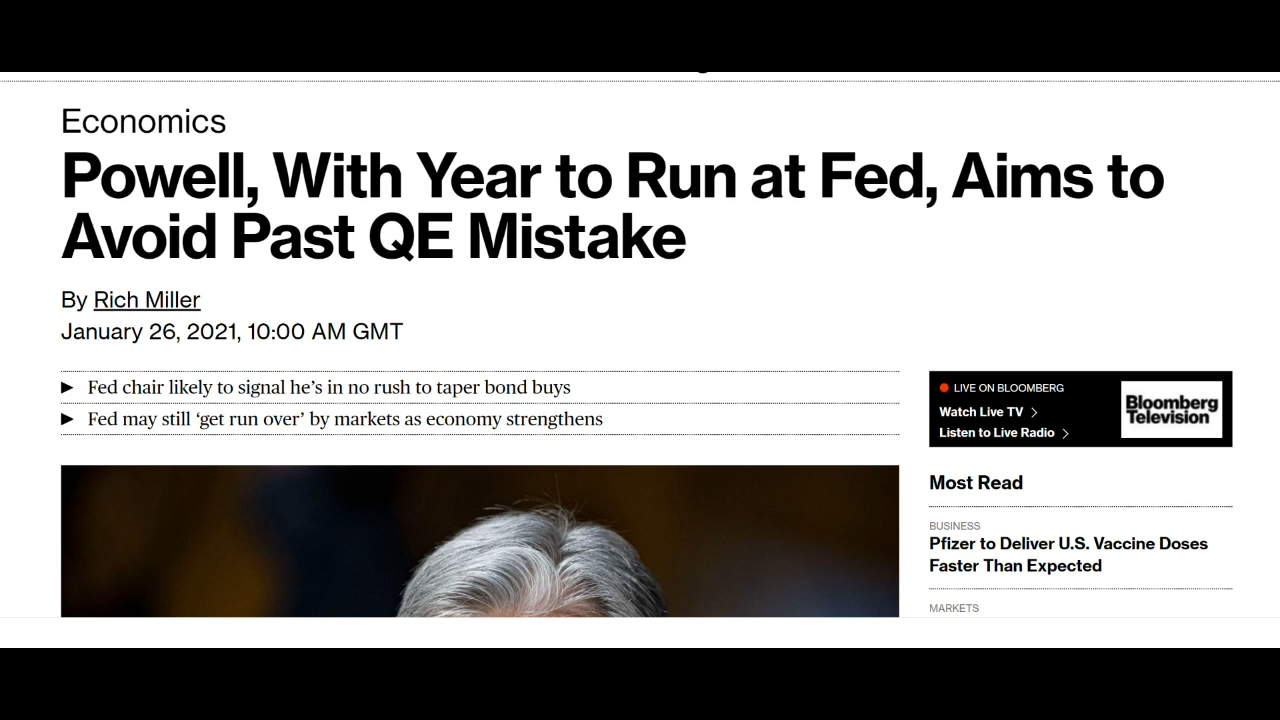 Economics
Powell, With Year to Run at Fed, Aims to
Avoid Past QE Mistake
By Rich Miller
January 26, 2021, 10:00 AM GMT
► Fed chair likely to signal he's in no rush to taper bond buys
► Fed may still ‘get run over’ by markets as economy strengthens
LIVE ON BLOOMBERG
Watch Live TV >
Listen to Live Radio >
Bloomberg
Television
Most Read
BUSINESS
Pfizer to Deliver U.S. Vaccine Doses
Faster Than Expected
MARKETS